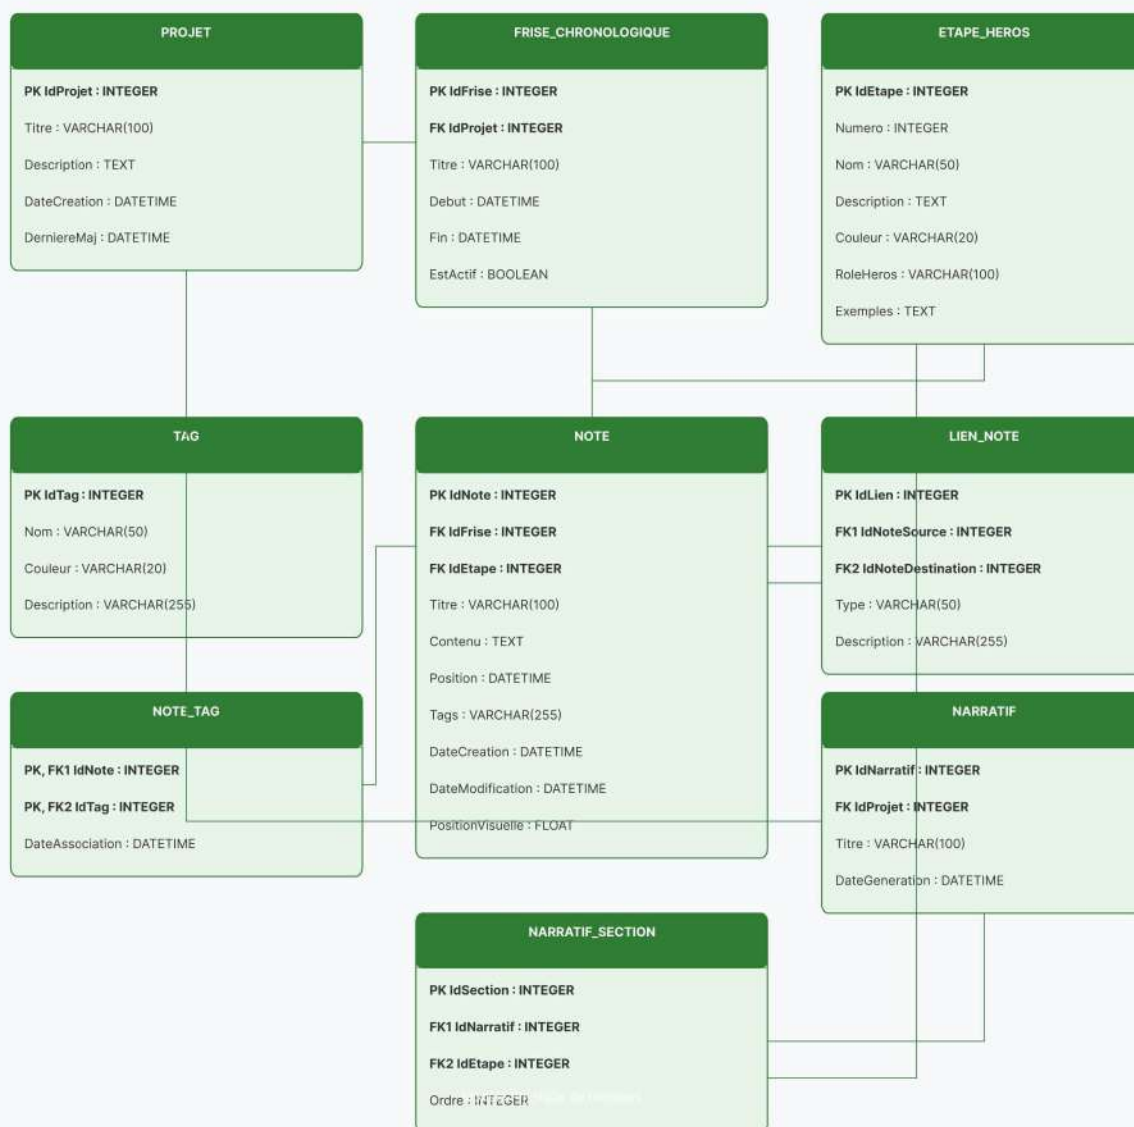 PROJET
PK IdProjet : INTEGER
Titre : VARCHAR(100)
Description : TEXT
DateCreation : DATETIME
DerniereMaj : DATETIME
FRISE_CHRONOLOGIQUE
PK IdFrise : INTEGER
FK IdProjet : INTEGER
Titre : VARCHAR(100)
Debut : DATETIME
Fin : DATETIME
EstActif : BOOLEAN
ETAPE_HEROS
PK IdEtape : INTEGER
Numero : INTEGER
Nom : VARCHAR(50)
Description : TEXT
Couleur : VARCHAR(20)
RoleHeros : VARCHAR(100)
Exemples : TEXT
TAG
PK IdTag : INTEGER
Nom : VARCHAR(50)
Couleur : VARCHAR(20)
Description : VARCHAR(255)
NOTE
PK IdNote : INTEGER
FK IdFrise : INTEGER
FK IdEtape : INTEGER
Titre : VARCHAR(100)
Contenu : TEXT
Position : DATETIME
Tags : VARCHAR(255)
DateCreation : DATETIME
DateModification : DATETIME
PositionVisuelle : FLOAT
LIEN_NOTE
PK IdLien : INTEGER
FK1 IdNoteSource : INTEGER
FK2 IdNoteDestination : INTEGER
Type : VARCHAR(50)
Description : VARCHAR(255)
NOTE_TAG
PK, FK1 IdNote : INTEGER
PK, FK2 IdTag : INTEGER
DateAssociation : DATETIME
NARRATIF
PK IdNarratif : INTEGER
FK IdProjet : INTEGER
Titre : VARCHAR(100)
DateGeneration : DATETIME
NARRATIF_SECTION
PK IdSection : INTEGER
FK1 IdNarratif : INTEGER
FK2 IdEtape : INTEGER
Ordre : INTEGER